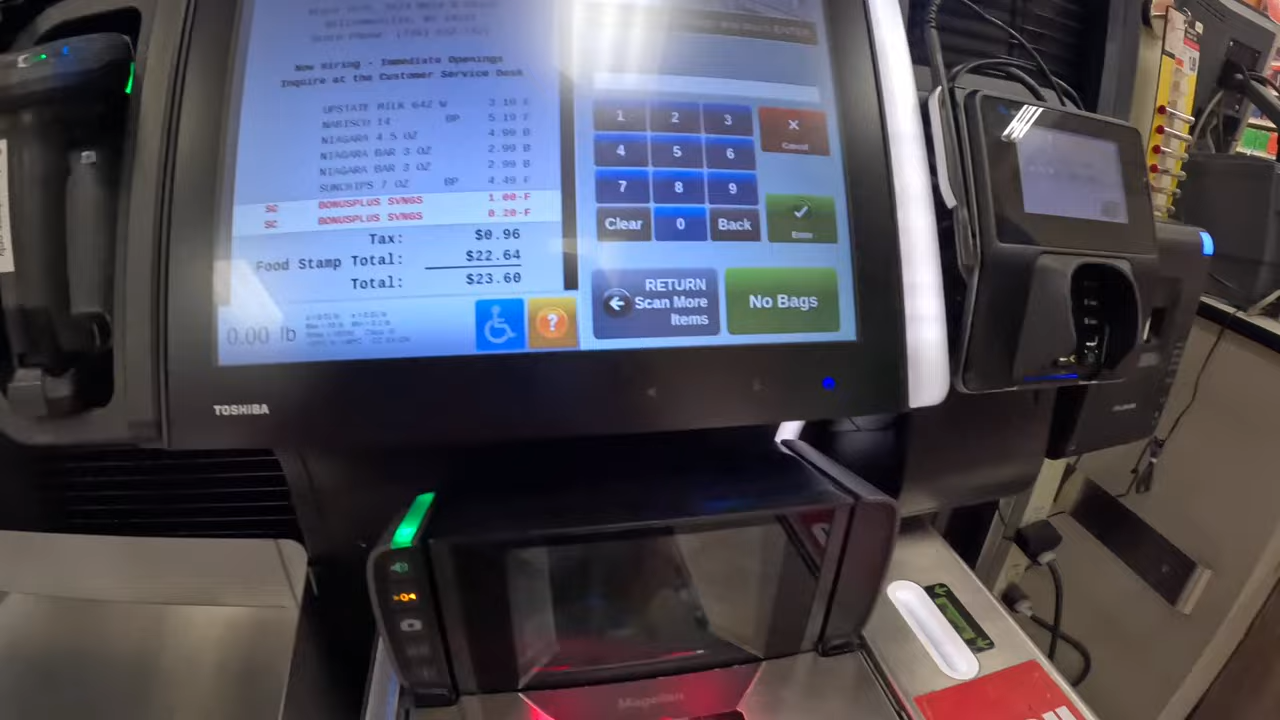 Now Hiring - Immediate Openings
Inquire at the Customer Service Desk
UPSTATE MILK 64Z W 3.19 F
NABISCO 14 BP 5.19 F
NIAGARA 4.5 OZ 4.99 B
NIAGARA BAR 3 OZ 2.99 B
NIAGARA BAR 3 OZ 2.99 B
SUNCHIPS 7 OZ BP 4.49 F
SC BONUSPLUS SVNGS 1.00-F
SC BONUSPLUS SVNGS 0.20-F
Tax: $0.96
Food Stamp Total: $22.64
Total: $23.60
0.00 lb
?
1 2 3
Cancel
4 5 6
7 8 9
Clear 0 Back
Enter
RETURN
Scan More
Items
No Bags
TOSHIBA
Magellan